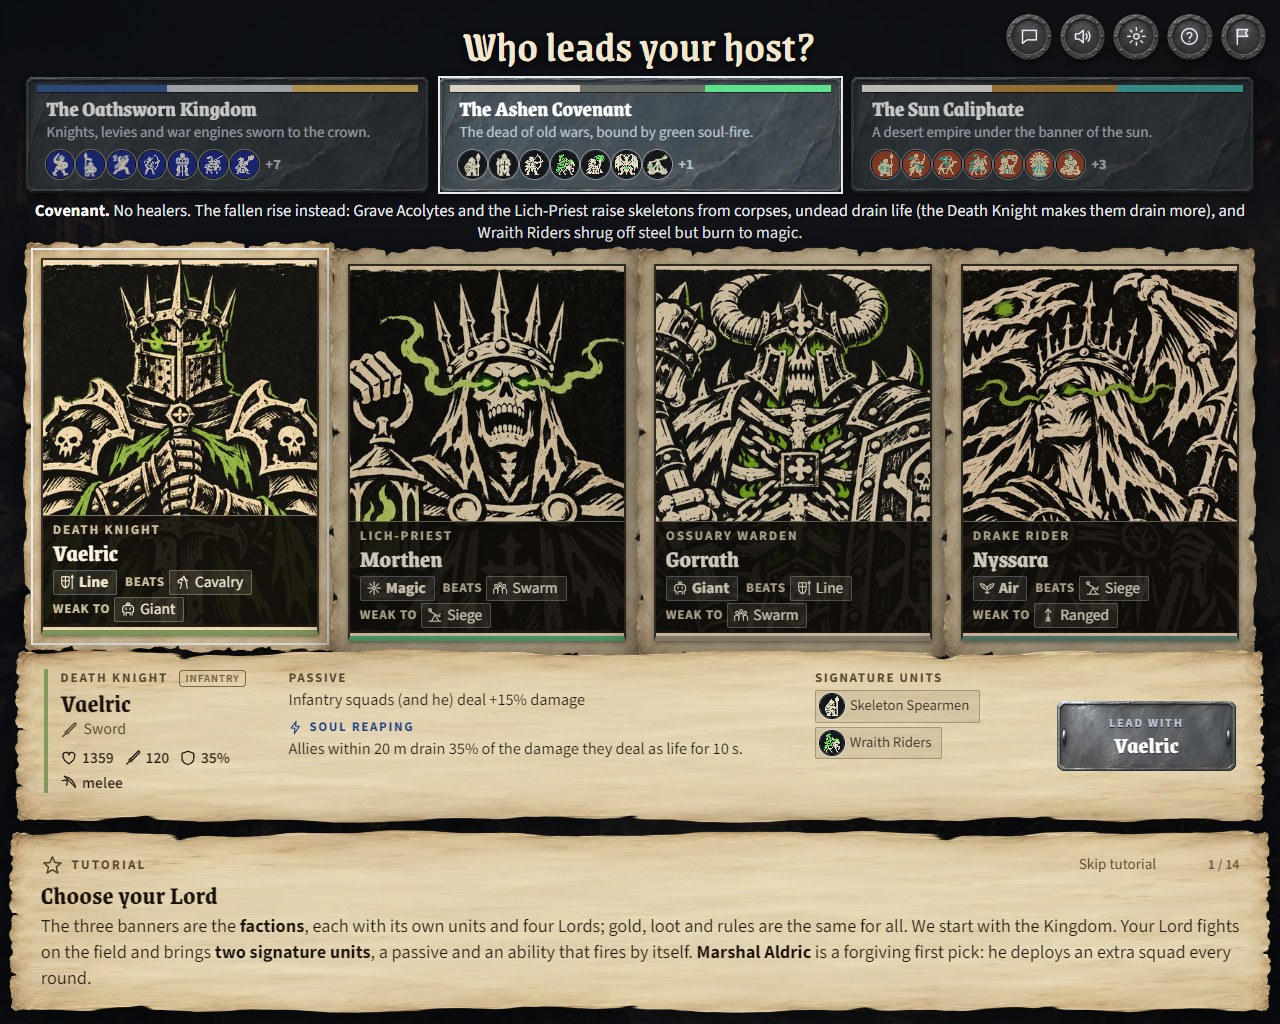 Who leads your host?
The Oathsworn Kingdom
Knights, levies and war engines sworn to the crown.
+7
The Ashen Covenant
The dead of old wars, bound by green soul-fire.
+1
The Sun Caliphate
A desert empire under the banner of the sun.
+3
Covenant. No healers. The fallen rise instead: Grave Acolytes and the Lich-Priest raise skeletons from corpses, undead drain life (the Death Knight makes them drain more), and
Wraith Riders shrug off steel but burn to magic.
DEATH KNIGHT
Vaelric
Line BEATS Cavalry
WEAK TO Giant
LICH-PRIEST
Morthen
Magic BEATS Swarm
WEAK TO Siege
OSSUARY WARDEN
Gorrath
Giant BEATS Line
WEAK TO Swarm
DRAKE RIDER
Nyssara
Air BEATS Siege
WEAK TO Ranged
DEATH KNIGHT INFANTRY
Vaelric
Sword
1359 120 35%
melee
PASSIVE
Infantry squads (and he) deal +15% damage
SOUL REAPING
Allies within 20 m drain 35% of the damage they deal as life for 10 s.
SIGNATURE UNITS
Skeleton Spearmen
Wraith Riders
LEAD WITH
Vaelric
TUTORIAL
Skip tutorial 1 / 14
Choose your Lord
The three banners are the factions, each with its own units and four Lords; gold, loot and rules are the same for all. We start with the Kingdom. Your Lord fights
on the field and brings two signature units, a passive and an ability that fires by itself. Marshal Aldric is a forgiving first pick: he deploys an extra squad every
round.